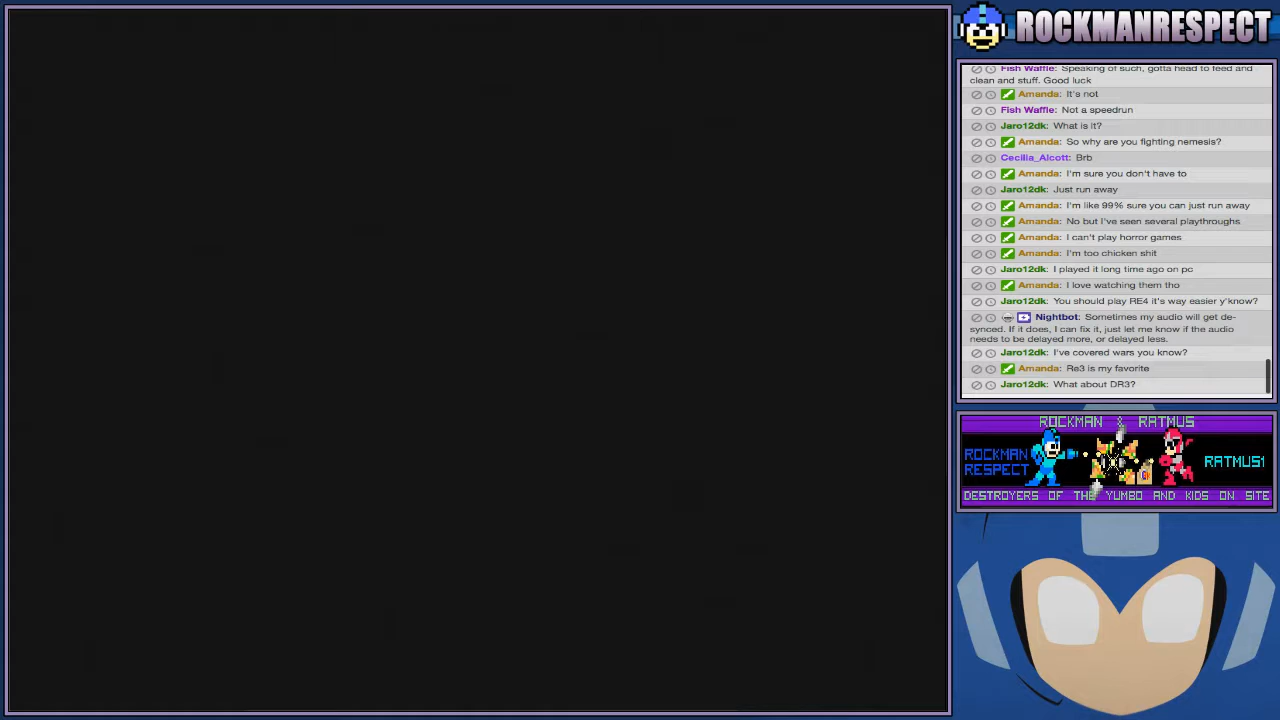 ROCKMANRESPECT
Fish Waffle: Speaking of such, gotta head to feed and
clean and stuff. Good luck
Amanda: It's not
Fish Waffle: Not a speedrun
Jaro12dk: What is it?
Amanda: So why are you fighting nemesis?
Cecilia_Alcott: Brb
Amanda: I'm sure you don't have to
Jaro12dk: Just run away
Amanda: I'm like 99% sure you can just run away
Amanda: No but I've seen several playthroughs
Amanda: I can't play horror games
Amanda: I'm too chicken shit
Jaro12dk: I played it long time ago on pc
Amanda: I love watching them tho
Jaro12dk: You should play RE4 it's way easier y'know?
Nightbot: Sometimes my audio will get de-
synced. If it does, I can fix it, just let me know if the audio
needs to be delayed more, or delayed less.
Jaro12dk: I've covered wars you know?
Amanda: Re3 is my favorite
Jaro12dk: What about DR3?
ROCKMAN & RATMUS
ROCKMAN
RESPECT
RATMUS1
DESTROYERS OF THE YUMBO AND KIDS ON SITE